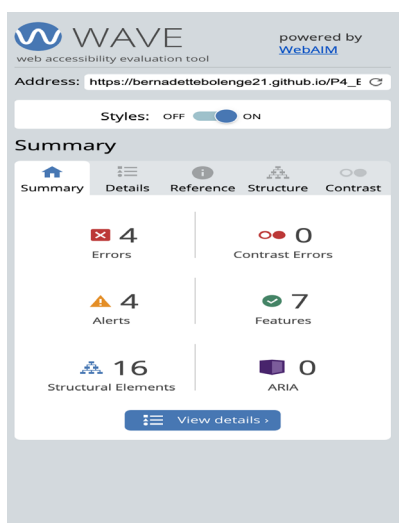 WAVE
web accessibility evaluation tool
powered by
WebAIM
Address: https://bernadettebolenge21.github.io/P4_E
Styles: OFF ON
Summary
Summary Details Reference Structure Contrast
4 0
Errors Contrast Errors
4 7
Alerts Features
16 0
Structural Elements ARIA
View details ›